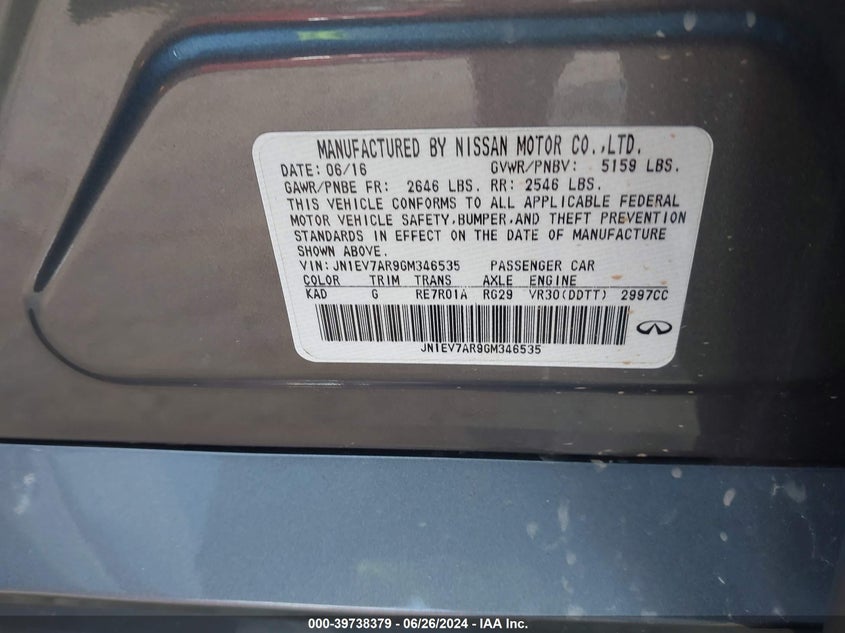 MANUFACTURED BY NISSAN MOTOR CO.,LTD.
DATE: 06/16 GVWR/PNBV: 5159 LBS.
GAWR/PNBE FR: 2646 LBS. RR: 2546 LBS.
THIS VEHICLE CONFORMS TO ALL APPLICABLE FEDERAL
MOTOR VEHICLE SAFETY,BUMPER,AND THEFT PREVENTION
STANDARDS IN EFFECT ON THE DATE OF MANUFACTURE
SHOWN ABOVE.
VIN: JN1EV7AR9GM346535 PASSENGER CAR
COLOR TRIM TRANS AXLE ENGINE
KAD G RE7R01A RG29 VR30(DDTT) 2997CC
JN1EV7AR9GM346535
000-39738379 - 06/26/2024 - IAA Inc.